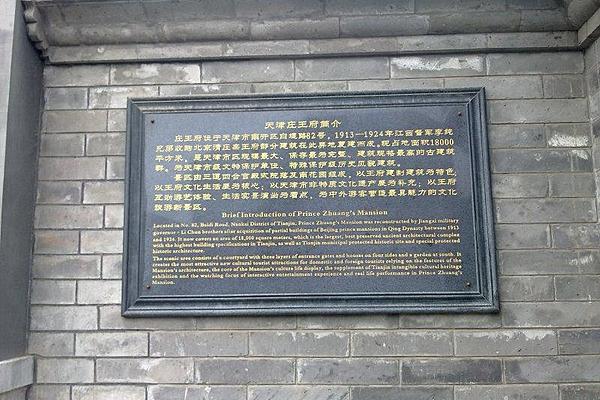 天津庄王府简介
庄王府位于天津市南开区白堤路82号，1913—1924年江西督军李纯
兄弟收购北京清庄亲王府部分建筑在此异地复建而成。现占地面积18000
平方米，是天津市区规模最大、保存最为完整、建筑规格最高的古建筑
群。为天津市级文物保护单位、特殊保护级历史风貌建筑。
景区由三道四合宫殿式院落及南花园组成，以王府建制建筑为特色；
以王府文化生活展为核心；以天津市非物质文化遗产展为补充；以王府
互动游艺体验、生活实景演出为看点，为中外游客营造最具魅力的文化
旅游新景区。
Brief Introduction of Prince Zhuang's Mansion
Located in No. 82, Baidi Road, Nankai District of Tianjin, Prince Zhuang's Mansion was reconstructed by Jiangxi military
governor - Li Chun brothers after acquisition of partial buildings of Beijing prince mansions in Qing Dynasty between 1913
and 1924. It now covers an area of 18,000 square meters, which is the largest, best preserved ancient architectural complex
with the highest building specifications in Tianjin, as well as Tianjin municipal protected historic site and special protected
historic architecture.
The scenic area consists of a courtyard with three layers of entrance gates and houses on four sides and a garden at south. It
creates the most attractive new cultural tourist attractions for domestic and foreign tourists relying on the features of the
Mansion's architecture, the core of the Mansion's culture life display, the supplement of Tianjin intangible cultural heritage
exhibition and the watching focus of interactive entertainment experience and real life performance in Prince Zhuang's
Mansion.